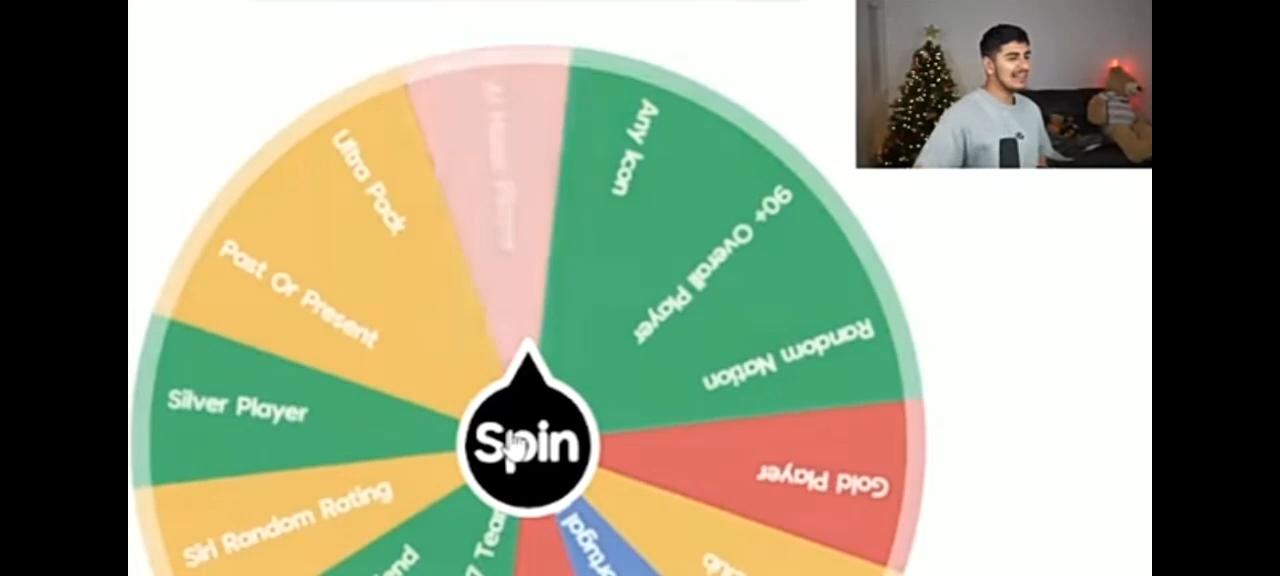 Any Icon
90+ Overall Player
Random Nation
Gold Player
Ultra Pack
Past Or Present
Silver Player
Siri Random Rating
Spin